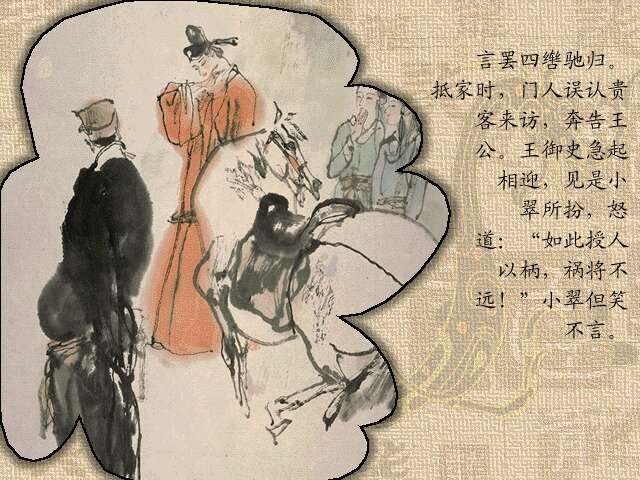 言罢四辔驰归。
抵家时，门人误认贵
客来访，奔告王
公。王御史急起
相迎，见是小
翠所扮，怒
道：“如此授人
以柄，祸将不
远！”小翠但笑
不言。